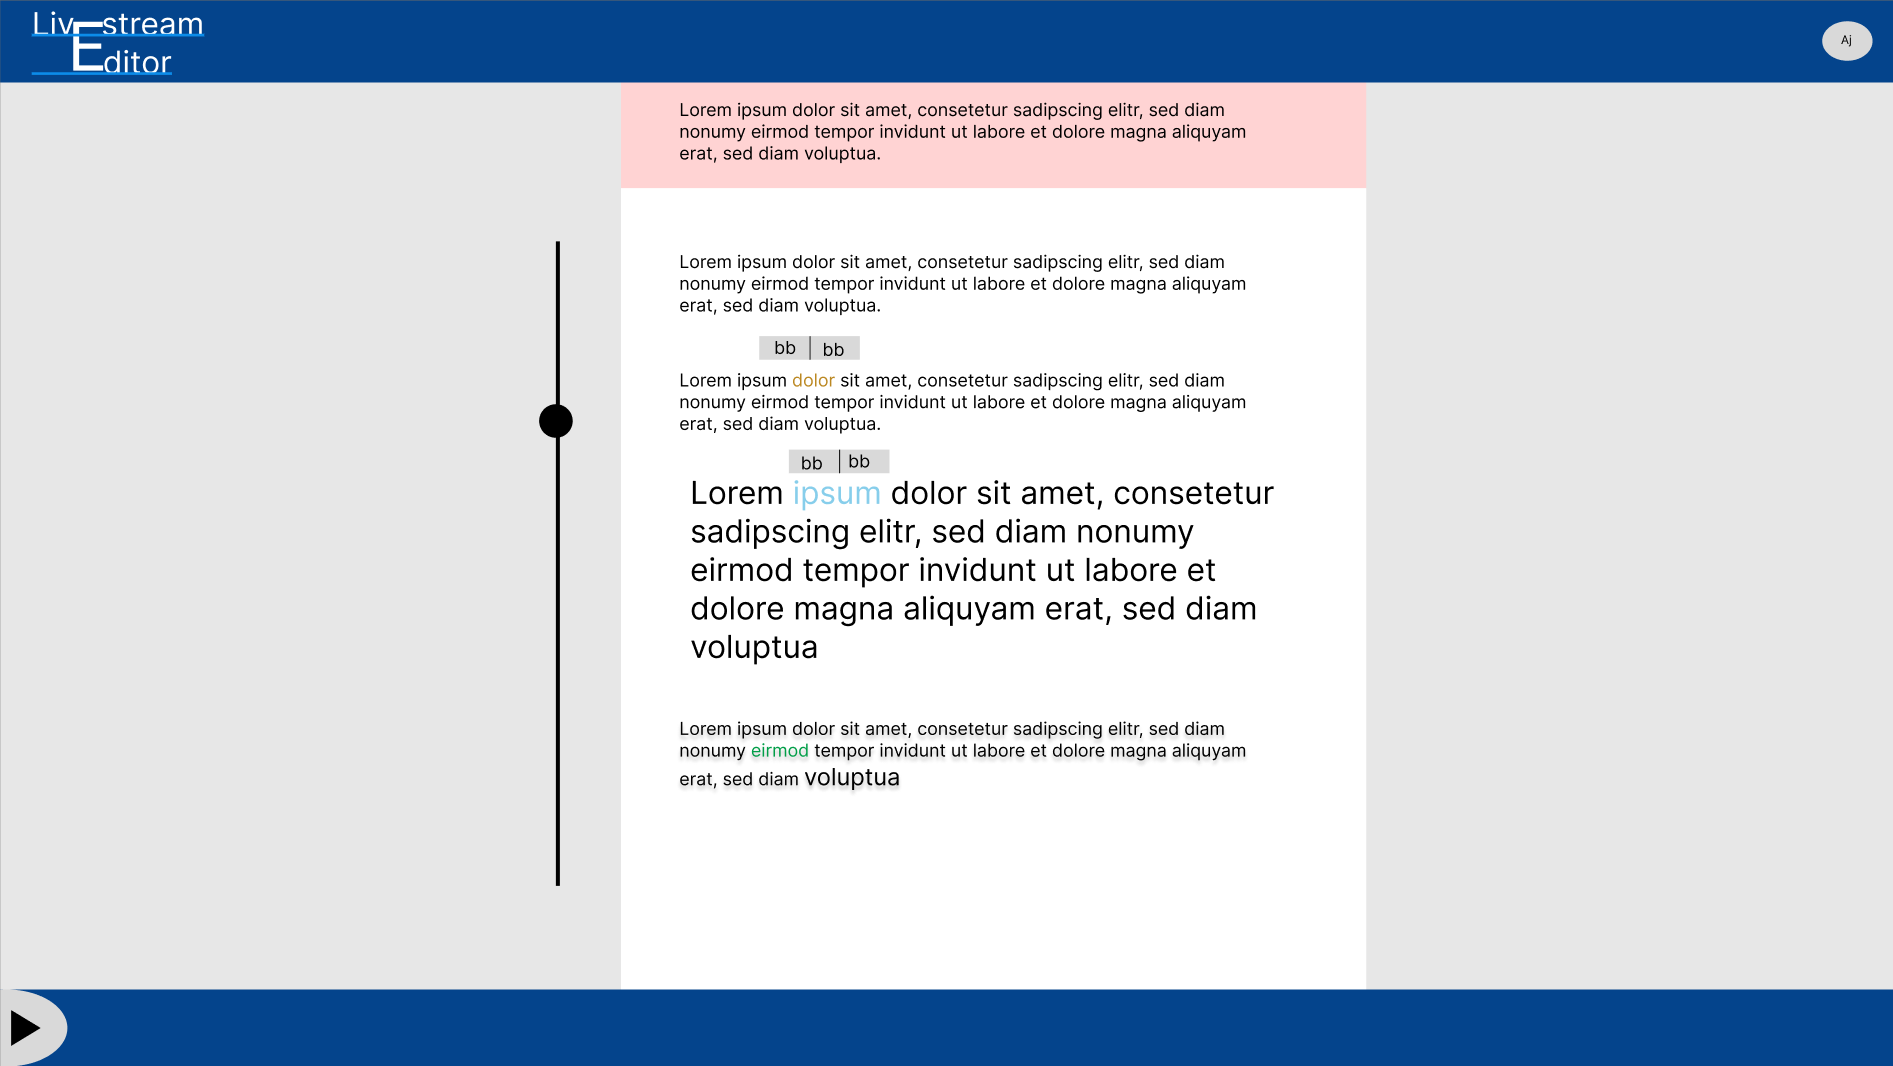 Livestream
Editor
Aj
Lorem ipsum dolor sit amet, consetetur sadipscing elitr, sed diam
nonumy eirmod tempor invidunt ut labore et dolore magna aliquyam
erat, sed diam voluptua.
Lorem ipsum dolor sit amet, consetetur sadipscing elitr, sed diam
nonumy eirmod tempor invidunt ut labore et dolore magna aliquyam
erat, sed diam voluptua.
bb bb
Lorem ipsum dolor sit amet, consetetur sadipscing elitr, sed diam
nonumy eirmod tempor invidunt ut labore et dolore magna aliquyam
erat, sed diam voluptua.
bb bb
Lorem ipsum dolor sit amet, consetetur
sadipscing elitr, sed diam nonumy
eirmod tempor invidunt ut labore et
dolore magna aliquyam erat, sed diam
voluptua
Lorem ipsum dolor sit amet, consetetur sadipscing elitr, sed diam
nonumy eirmod tempor invidunt ut labore et dolore magna aliquyam
erat, sed diam voluptua